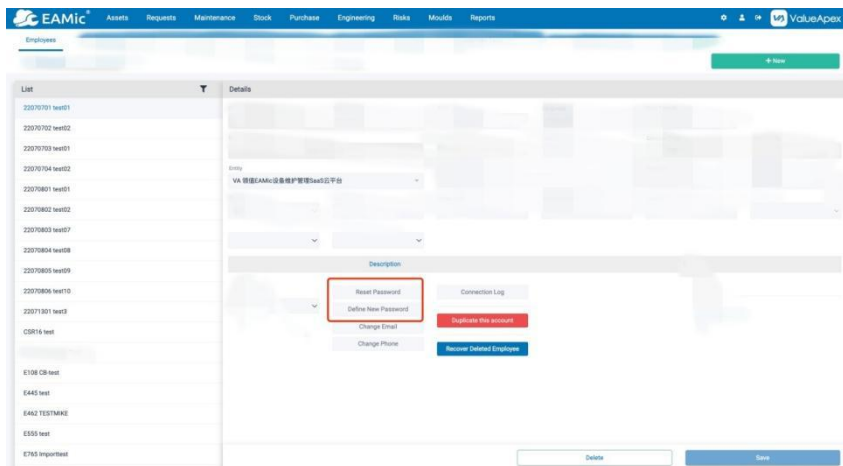 EAMic® Assets Requests Maintenance Stock Purchase Engineering Risks Moulds Reports ValueApex
Employees
+ New
List Details
22070701 test01
22070702 test02
22070703 test01
22070704 test02
Entity
VA 领值EAMic设备维护管理SaaS云平台
22070801 test01
22070802 test02
22070803 test07
22070804 test08
Description
22070805 test09
22070806 test10
Reset Password Connection Log
22071301 test3
Define New Password
Duplicate this account
CSR16 test
Change Email
Change Phone
Recover Deleted Employee
E108 CB-test
E445 test
E462 TESTMIKE
E555 test
E765 Importtest
Delete Save